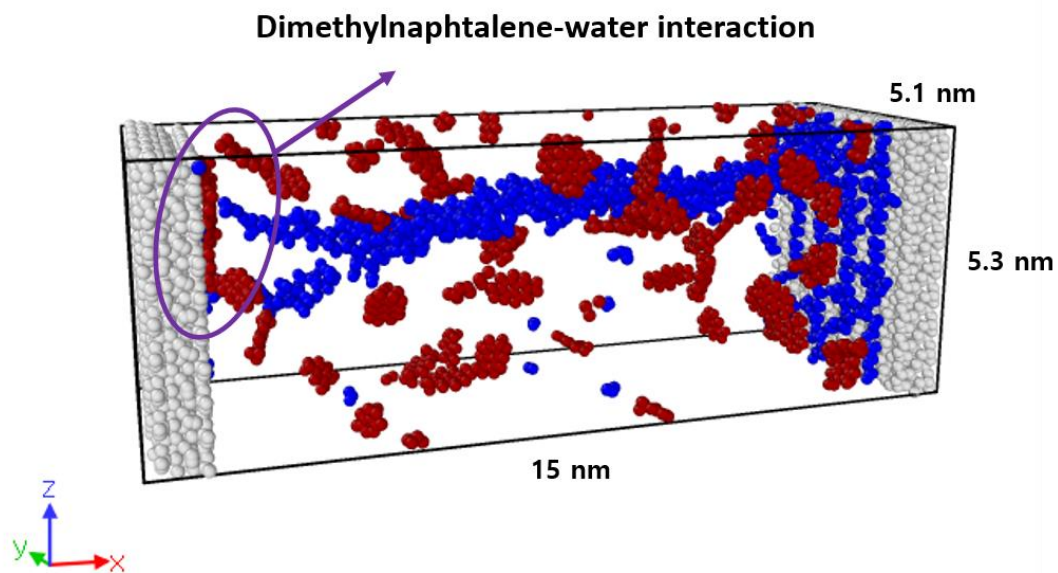 Dimethylnaphtalene-water interaction
5.1 nm
5.3 nm
15 nm
z
y
x